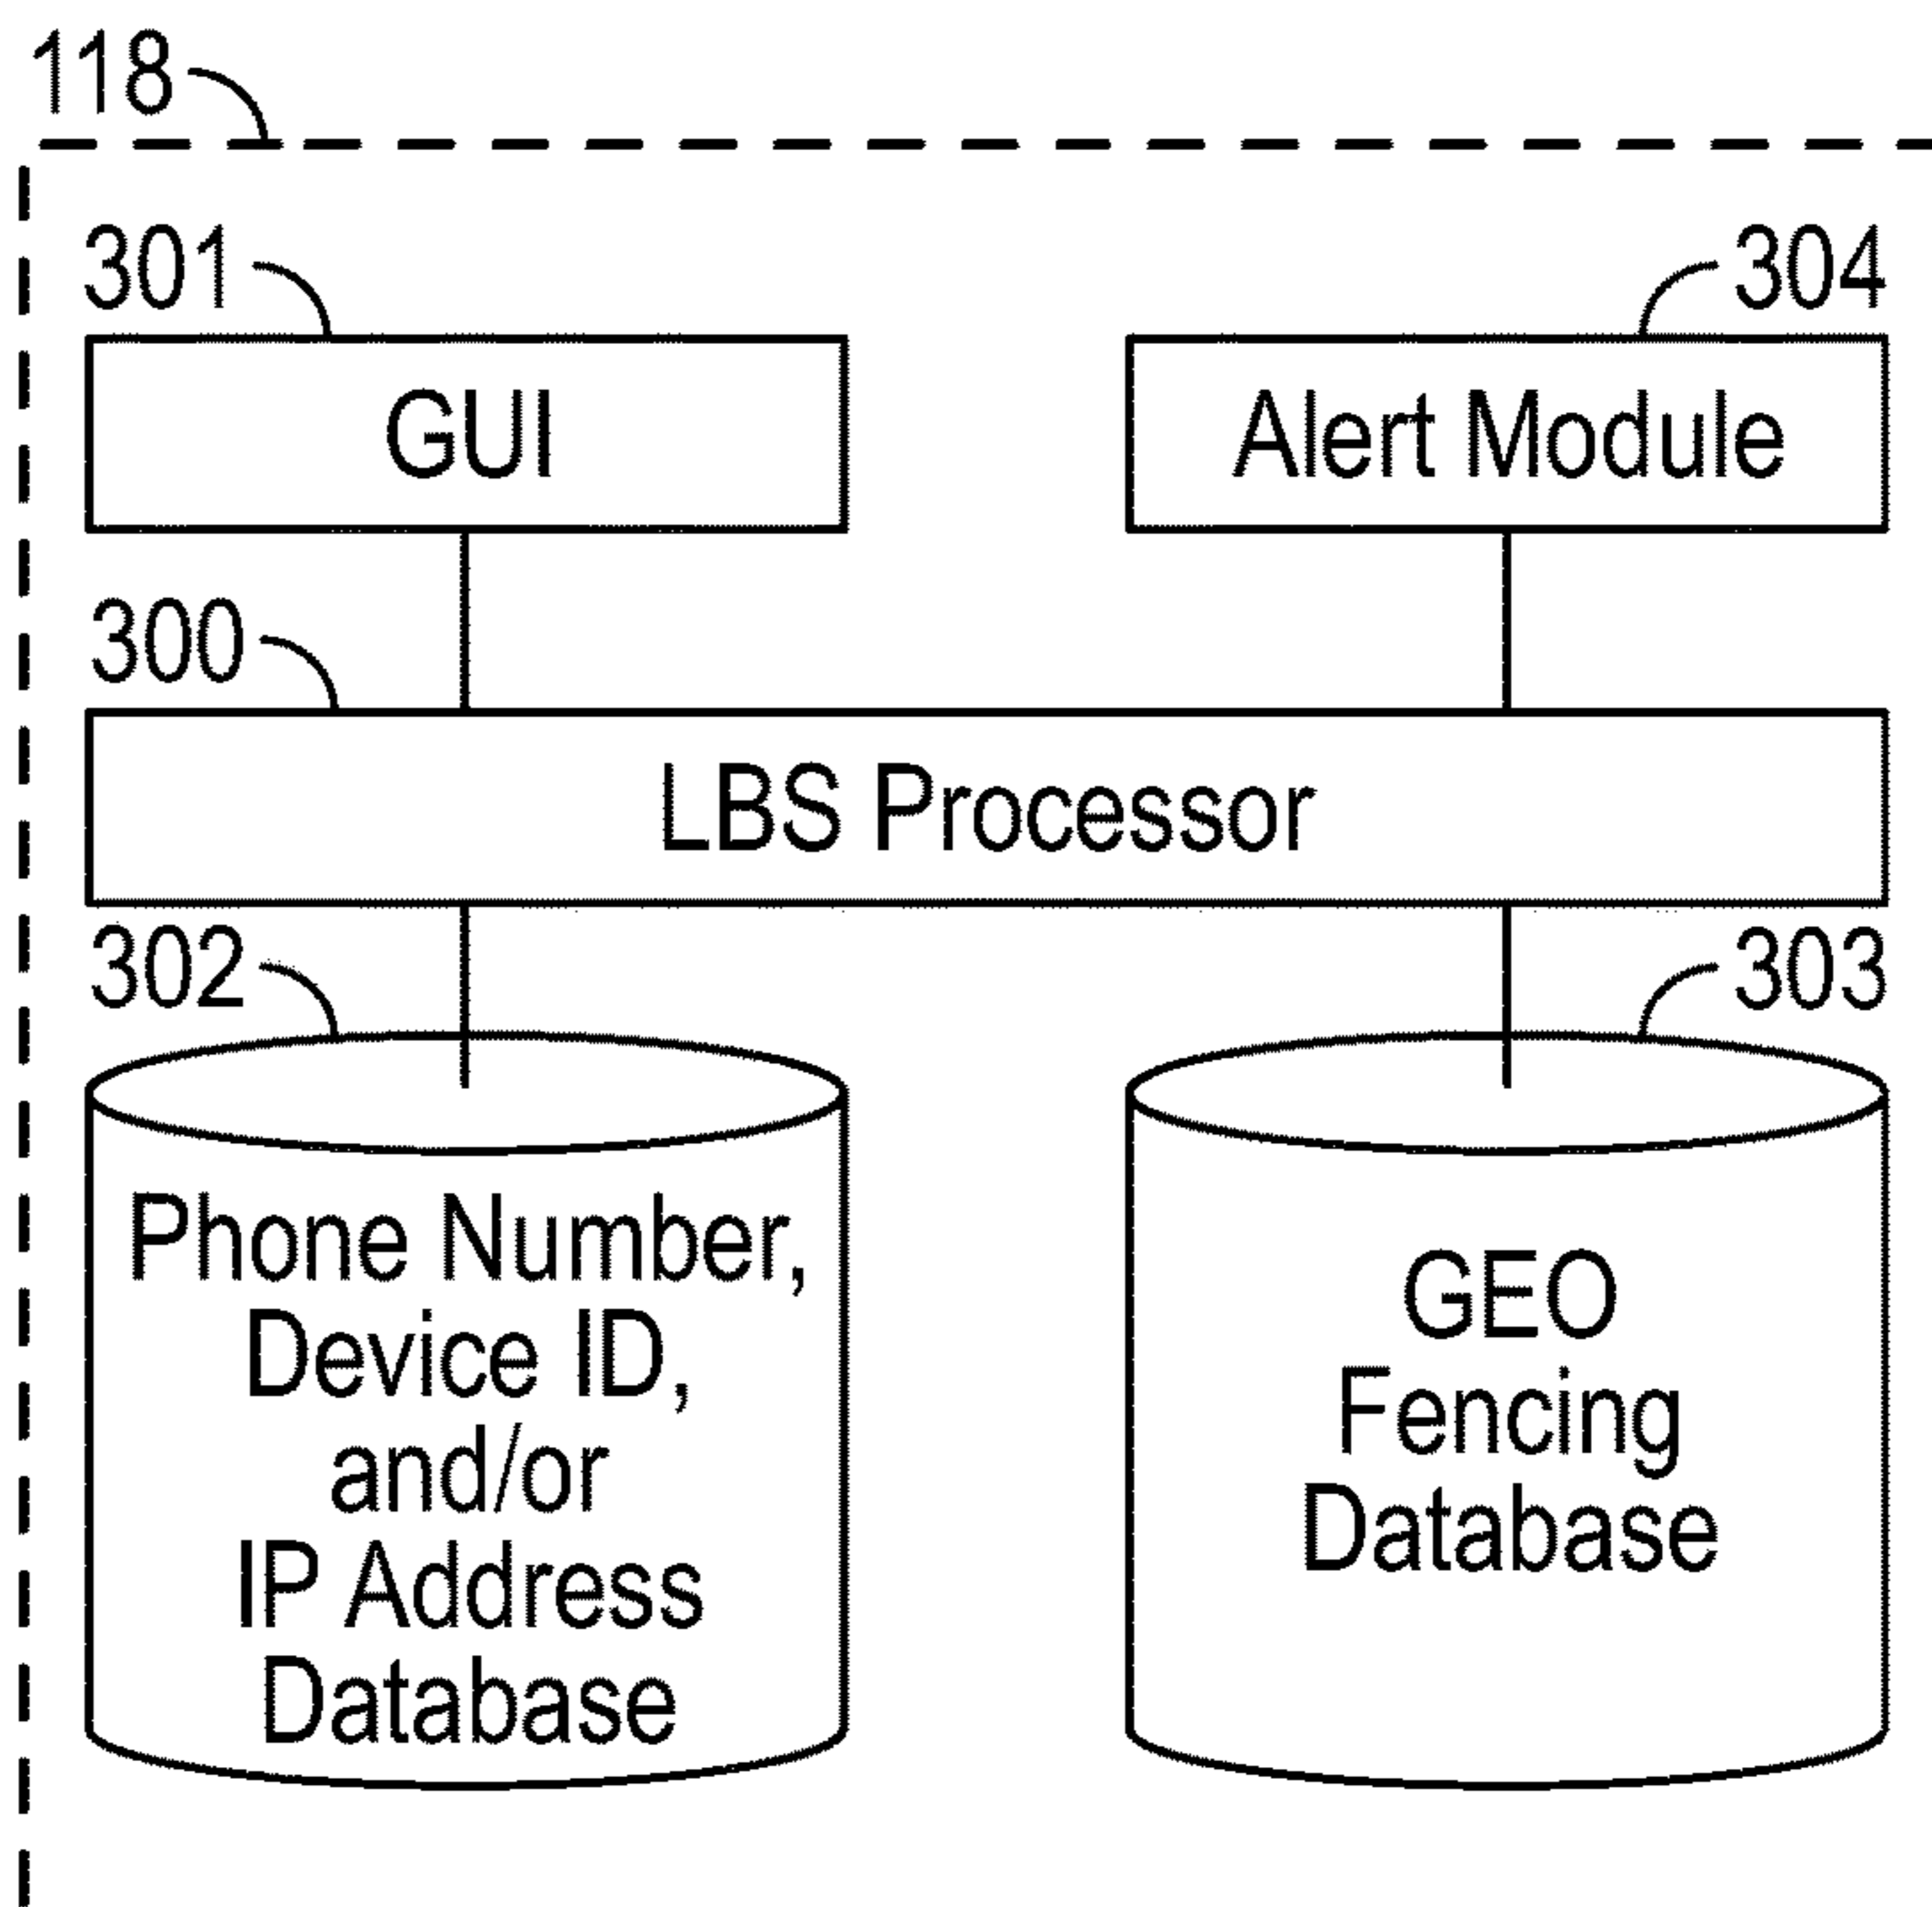 118
301
304
GUI
Alert Module
300
LBS Processor
302
303
Phone Number,
Device ID,
and/or
IP Address
Database
GEO
Fencing
Database